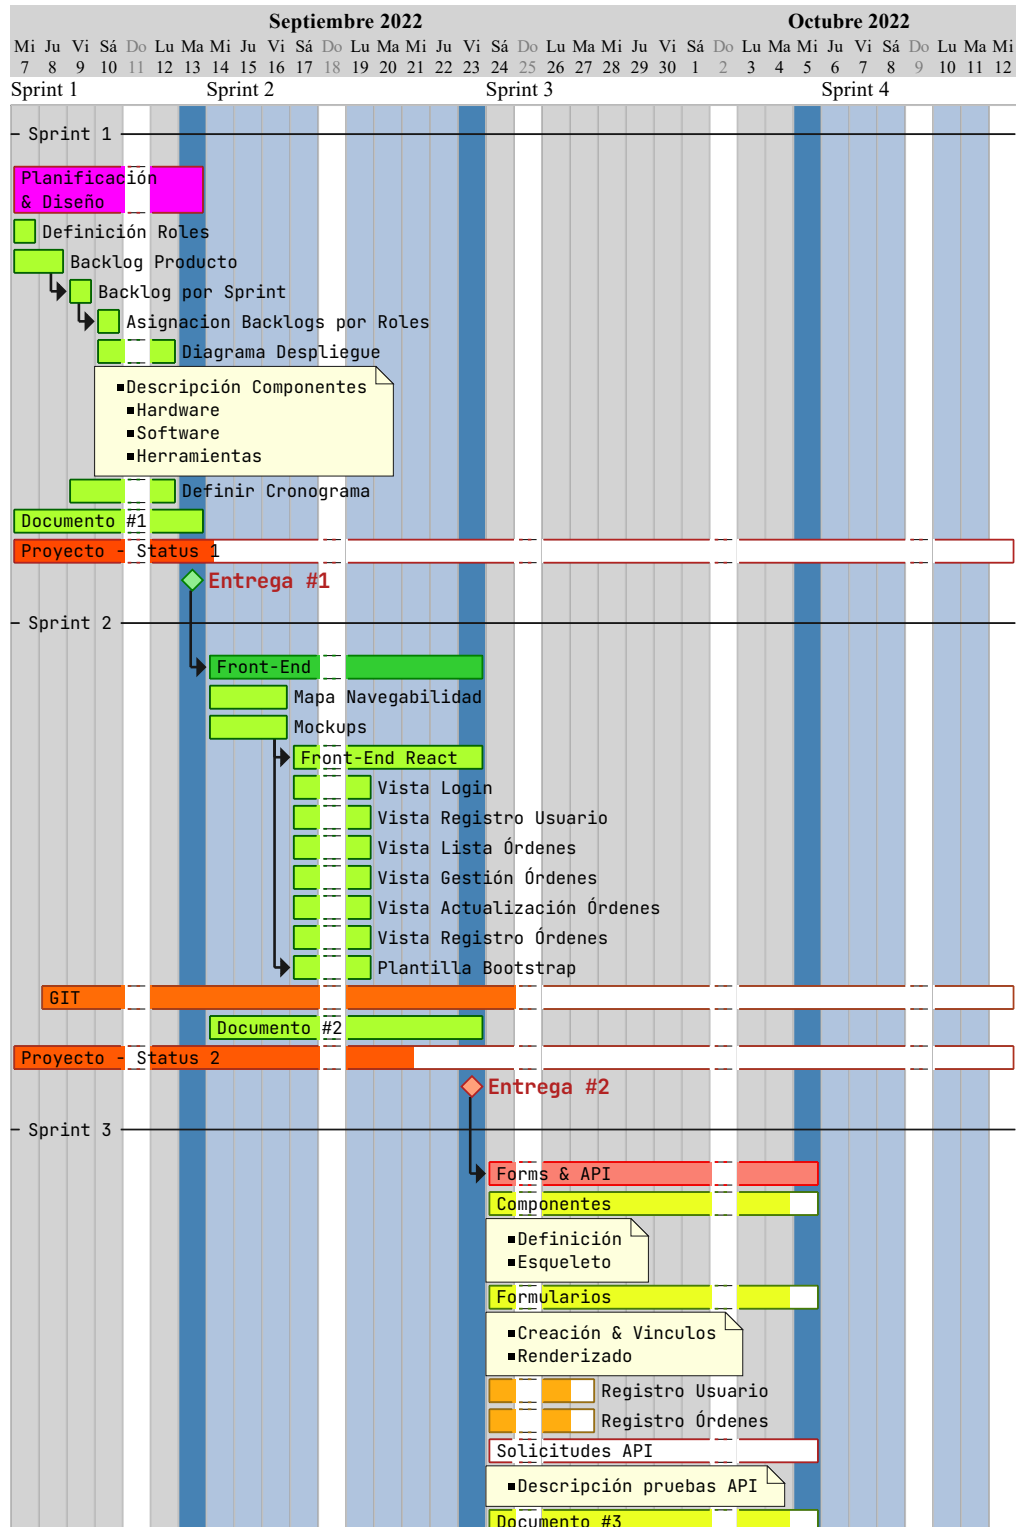 Septiembre 2022 Octubre 2022
Mi Ju Vi Sá Do Lu Ma Mi Ju Vi Sá Do Lu Ma Mi Ju Vi Sá Do Lu Ma Mi Ju Vi Sá Do Lu Ma Mi Ju Vi Sá Do Lu Ma Mi
7 8 9 10 11 12 13 14 15 16 17 18 19 20 21 22 23 24 25 26 27 28 29 30 1 2 3 4 5 6 7 8 9 10 11 12
Sprint 1 Sprint 2 Sprint 3 Sprint 4
Sprint 1
Planificación
& Diseño
Definición Roles
Backlog Producto
Backlog por Sprint
Asignacion Backlogs por Roles
Diagrama Despliegue
▪Descripción Componentes
▪Hardware
▪Software
▪Herramientas
Definir Cronograma
Documento #1
Proyecto - Status 1
Entrega #1
Sprint 2
Front-End
Mapa Navegabilidad
Mockups
Front-End React
Vista Login
Vista Registro Usuario
Vista Lista Órdenes
Vista Gestión Órdenes
Vista Actualización Órdenes
Vista Registro Órdenes
Plantilla Bootstrap
GIT
Documento #2
Proyecto - Status 2
Entrega #2
Sprint 3
Forms & API
Componentes
▪Definición
▪Esqueleto
Formularios
▪Creación & Vinculos
▪Renderizado
Registro Usuario
Registro Órdenes
Solicitudes API
▪Descripción pruebas API
Documento #3